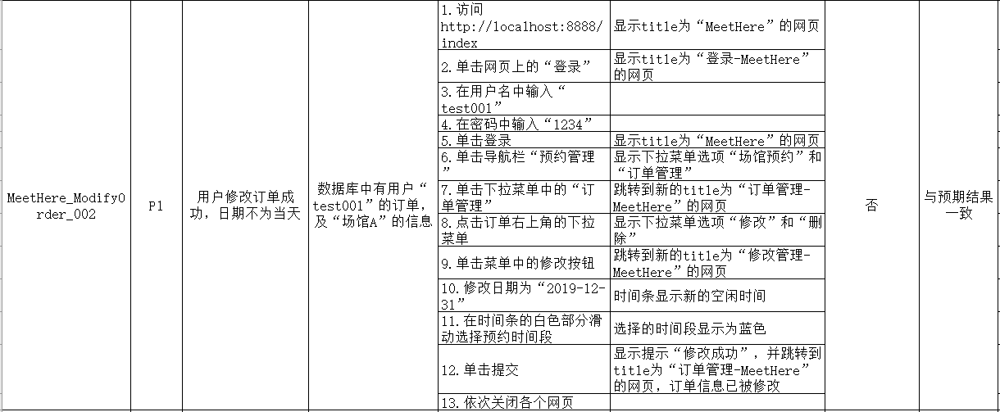 MeetHere_ModifyO
rder_002
P1
用户修改订单成
功，日期不为当天
数据库中有用户“
test001”的订单，
及“场馆A”的信息
1.访问
http://localhost:8888/
index
显示title为“MeetHere”的网页
2.单击网页上的“登录”
显示title为“登录-MeetHere”
的网页
3.在用户名中输入“
test001”
4.在密码中输入“1234”
5.单击登录
显示title为“MeetHere”的网页
6.单击导航栏“预约管理
”
显示下拉菜单选项“场馆预约”和
“订单管理”
7.单击下拉菜单中的“订
单管理”
跳转到新的title为“订单管理-
MeetHere”的网页
8.点击订单右上角的下拉
菜单
显示下拉菜单选项“修改”和“删
除”
9.单击菜单中的修改按钮
跳转到新的title为“修改管理-
MeetHere”的网页
10.修改日期为“2019-12-
31”
时间条显示新的空闲时间
11.在时间条的白色部分滑
动选择预约时间段
选择的时间段显示为蓝色
12.单击提交
显示提示“修改成功”，并跳转到
title为“订单管理-MeetHere”
的网页，订单信息已被修改
13.依次关闭各个网页
否
与预期结果
一致